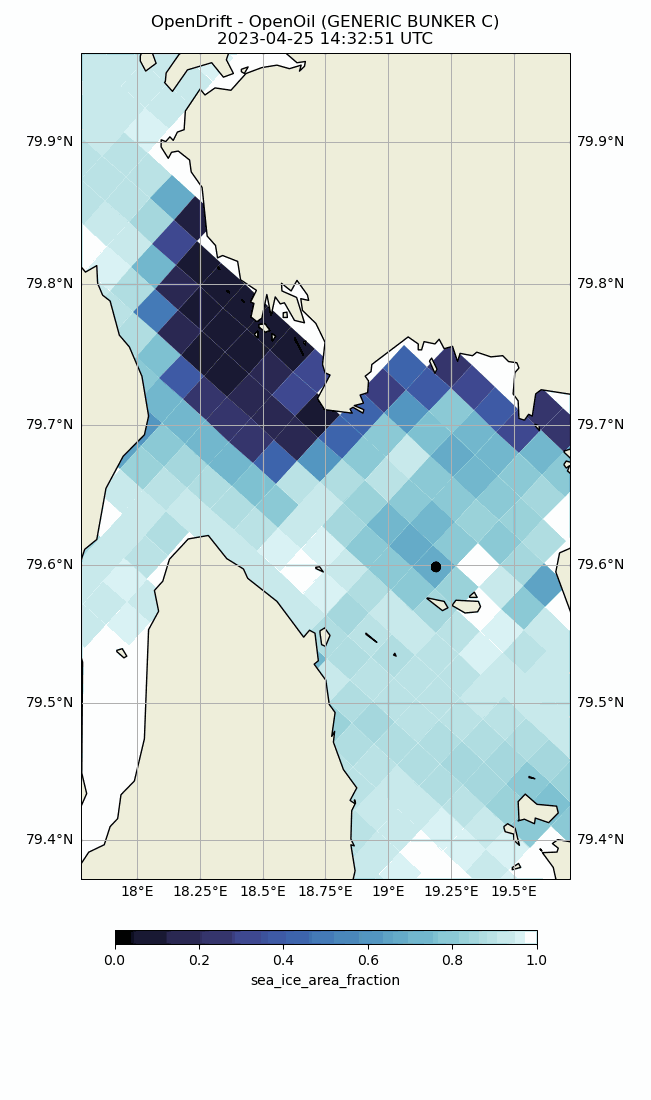 OpenDrift - OpenOil (GENERIC BUNKER C)
2023-04-25 14:32:51 UTC
79.9°N 79.9°N
79.8°N 79.8°N
79.7°N 79.7°N
79.6°N 79.6°N
79.5°N 79.5°N
79.4°N 79.4°N
18°E 18.25°E 18.5°E 18.75°E 19°E 19.25°E 19.5°E
0.0 0.2 0.4 0.6 0.8 1.0
sea_ice_area_fraction